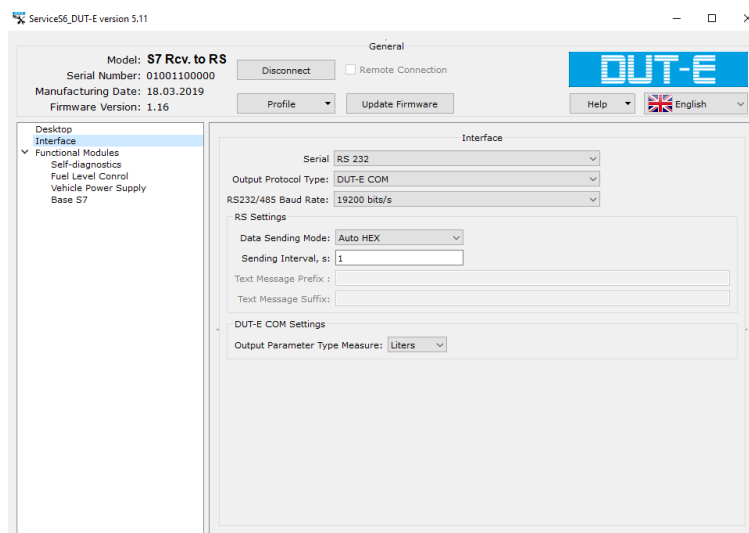 ServiceS6_DUT-E version 5.11
General
Model: S7 Rcv. to RS
Serial Number: 01001100000
Manufacturing Date: 18.03.2019
Firmware Version: 1.16
Disconnect
Remote Connection
Profile
Update Firmware
DUT-E
Help
English
Desktop
Interface
Functional Modules
Self-diagnostics
Fuel Level Conrol
Vehicle Power Supply
Base S7
Interface
Serial RS 232
Output Protocol Type: DUT-E COM
RS232/485 Baud Rate: 19200 bits/s
RS Settings
Data Sending Mode: Auto HEX
Sending Interval, s: 1
Text Message Prefix :
Text Message Suffix:
DUT-E COM Settings
Output Parameter Type Measure: Liters